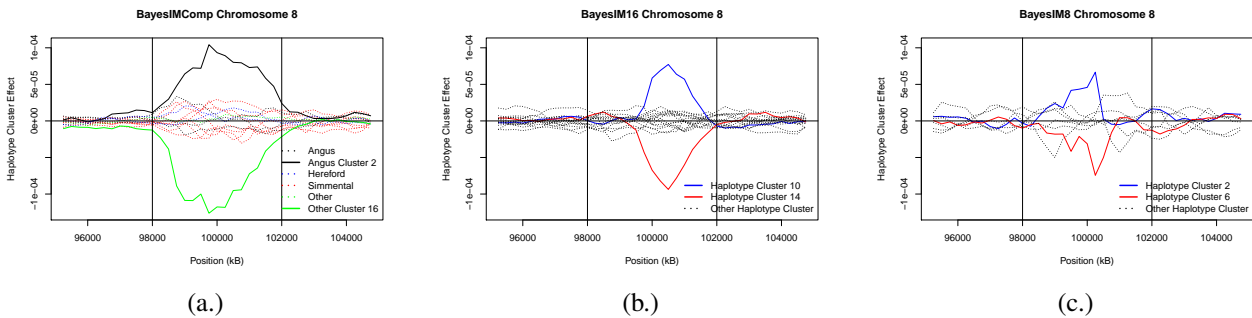 BayesIMComp Chromosome 8
Haplotype Cluster Effect
1e-04
5e-05
0e+00
-1e-04
Angus
Angus Cluster 2
Hereford
Simmental
Other
Other Cluster 16
96000 98000 100000 102000 104000
Position (kB)
(a.)
BayesIM16 Chromosome 8
Haplotype Cluster Effect
1e-04
5e-05
0e+00
-1e-04
Haplotype Cluster 10
Haplotype Cluster 14
Other Haplotype Cluster
96000 98000 100000 102000 104000
Position (kB)
(b.)
BayesIM8 Chromosome 8
Haplotype Cluster Effect
1e-04
5e-05
0e+00
-1e-04
Haplotype Cluster 2
Haplotype Cluster 6
Other Haplotype Cluster
96000 98000 100000 102000 104000
Position (kB)
(c.)